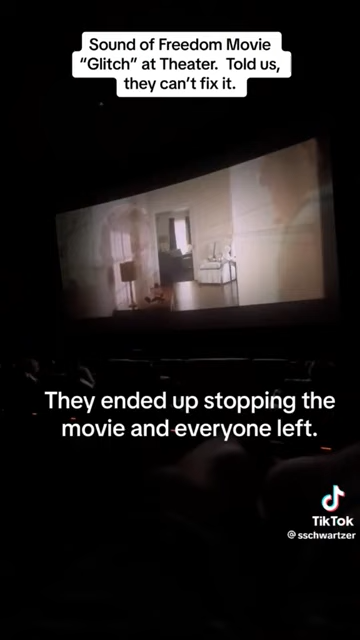 Sound of Freedom Movie
“Glitch” at Theater. Told us,
they can’t fix it.
They ended up stopping the
movie and everyone left.
TikTok
@sschwartzer